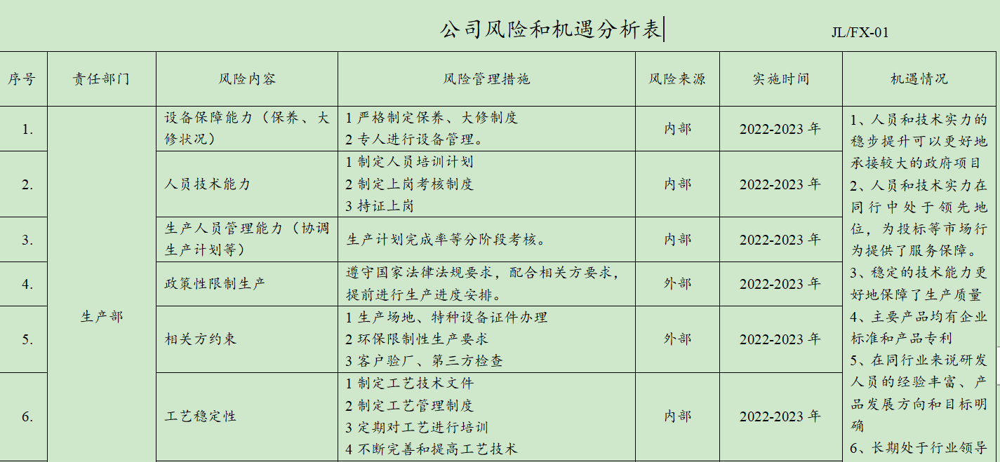 公司风险和机遇分析表
JL/FX-01
序号 责任部门 风险内容 风险管理措施 风险来源 实施时间 机遇情况
生产部
1.
设备保障能力（保养、大
修状况）
1 严格制定保养、大修制度
2 专人进行设备管理。
内部
2022-2023 年
2.
人员技术能力
1 制定人员培训计划
2 制定上岗考核制度
3 持证上岗
内部
2022-2023 年
3.
生产人员管理能力（协调
生产计划等）
生产计划完成率等分阶段考核。
内部
2022-2023 年
4.
政策性限制生产
遵守国家法律法规要求，配合相关方要求，
提前进行生产进度安排。
外部
2022-2023 年
5.
相关方约束
1 生产场地、特种设备证件办理
2 环保限制性生产要求
3 客户验厂、第三方检查
外部
2022-2023 年
6.
工艺稳定性
1 制定工艺技术文件
2 制定工艺管理制度
3 定期对工艺进行培训
4 不断完善和提高工艺技术
内部
2022-2023 年
1、人员和技术实力的
稳步提升可以更好地
承接较大的政府项目
2、人员和技术实力在
同行中处于领先地
位，为投标等市场行
为提供了服务保障。
3、稳定的技术能力更
好地保障了生产质量
4、主要产品均有企业
标准和产品专利
5、在同行业来说研发
人员的经验丰富、产
品发展方向和目标明
确
6、长期处于行业领导